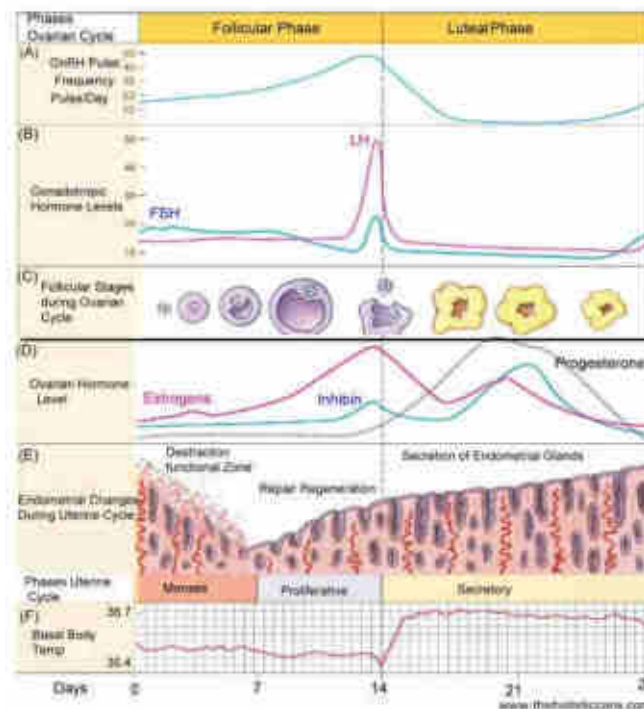 Phases
Ovarian Cycle
Follicular Phase
Luteal Phase
(A)
GnRH Pulse
Frequency
Pulse/Day
(B)
LH
Gonadotropic
Hormone Levels
FSH
(C)
Follicular Stages
during Ovarian
Cycle
(D)
Ovarian Hormone
Level
Estrogens
Inhibin
Progesterone
(E)
Destraction
functional Zone
Secretion of Endometrial Glands
Repair Regeneration
Endometrial Changes
During Uterine Cycle
Phases Uterine
Cycle
Menses
Proliferative
Secretory
(F)
36.7
Basal Body
Temp
36.4
Days
0
7
14
21